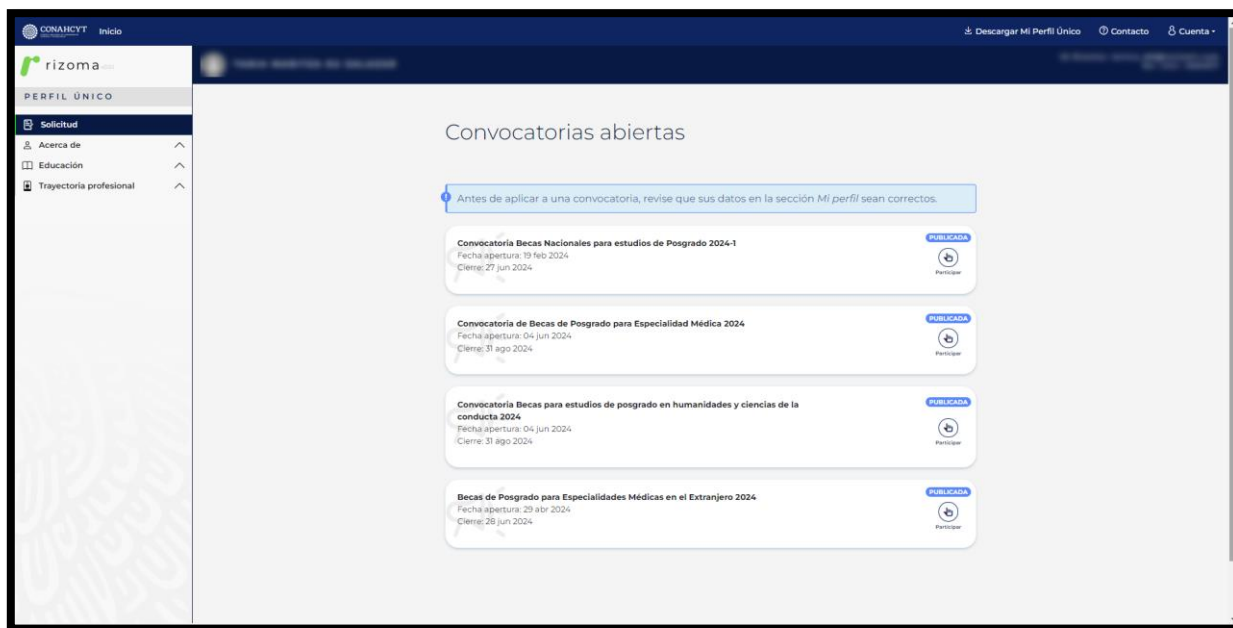 CONAHCYT Inicio
Descargar Mi Perfil Único Contacto Cuenta
rizoma
PERFIL ÚNICO
Solicitud
Acerca de
Educación
Trayectoria profesional
Convocatorias abiertas
Antes de aplicar a una convocatoria, revise que sus datos en la sección Mi perfil sean correctos.
Convocatoria Becas Nacionales para estudios de Posgrado 2024-1
Fecha apertura: 19 feb 2024
Cierre: 27 jun 2024
PUBLICADA
Participar
Convocatoria de Becas de Posgrado para Especialidad Médica 2024
Fecha apertura: 04 jun 2024
Cierre: 31 ago 2024
PUBLICADA
Participar
Convocatoria Becas para estudios de posgrado en humanidades y ciencias de la
conducta 2024
Fecha apertura: 04 jun 2024
Cierre: 31 ago 2024
PUBLICADA
Participar
Becas de Posgrado para Especialidades Médicas en el Extranjero 2024
Fecha apertura: 29 abr 2024
Cierre: 28 jun 2024
PUBLICADA
Participar